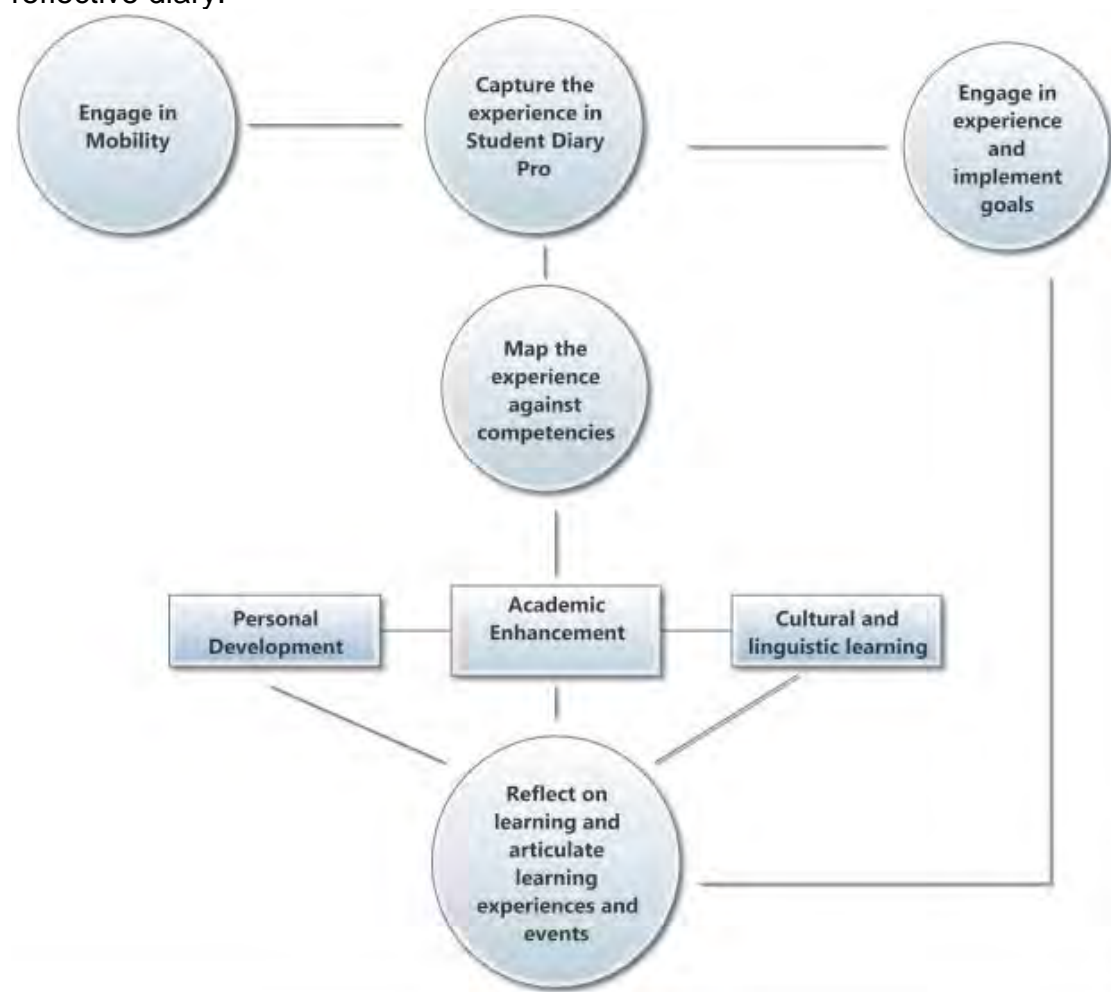 reflective diary.
Engage in
Mobility
Capture the
experience in
Student Diary
Pro
Engage in
experience
and
implement
goals
Map the
experience
against
competencies
Personal
Development
Academic
Enhancement
Cultural and
linguistic learning
Reflect on
learning and
articulate
learning
experiences and
events